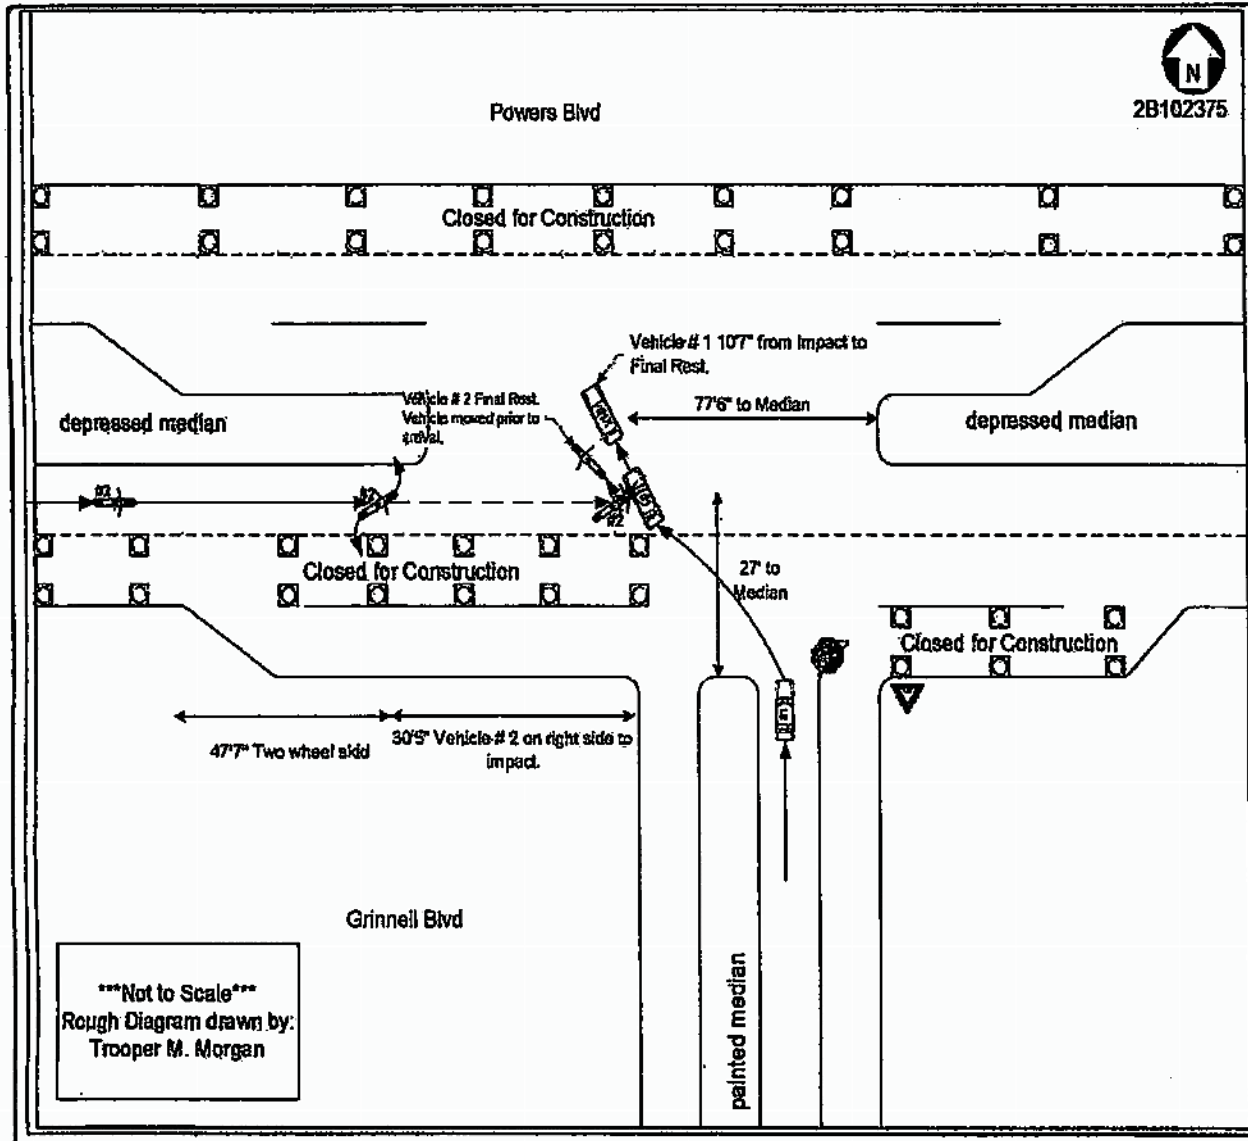 N
2B102375
Powers Blvd
Closed for Construction
Vehicle # 1 10'7" from Impact to
Final Rest.
Vehicle # 2 Final Rest.
Vehicle moved prior to
arrival.
77'6" to Median
depressed median
depressed median
#2
#2
#2
#1
Closed for Construction
27' to
Median
Closed for Construction
#1
47'7" Two wheel skid
30'5" Vehicle # 2 on right side to
impact.
Grinnell Blvd
painted median
***Not to Scale***
Rough Diagram drawn by:
Trooper M. Morgan